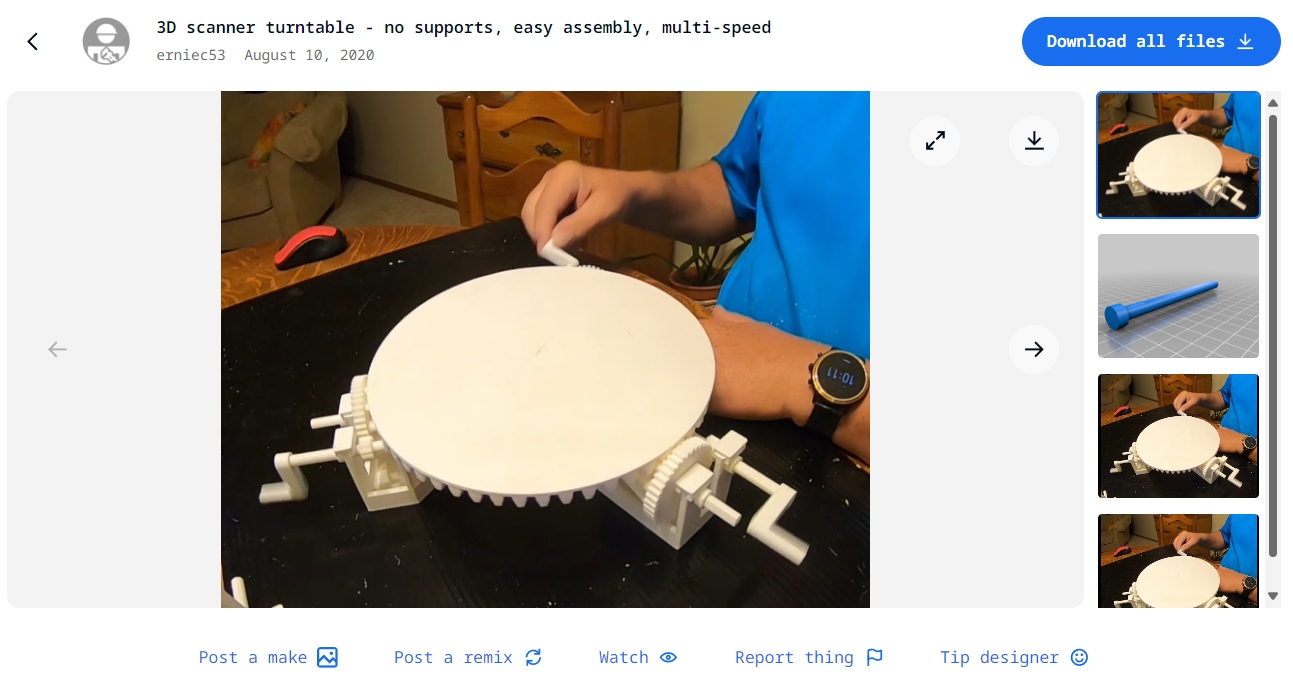 3D scanner turntable - no supports, easy assembly, multi-speed
erniec53 August 10, 2020
Download all files
10:11
Post a make
Post a remix
Watch
Report thing
Tip designer